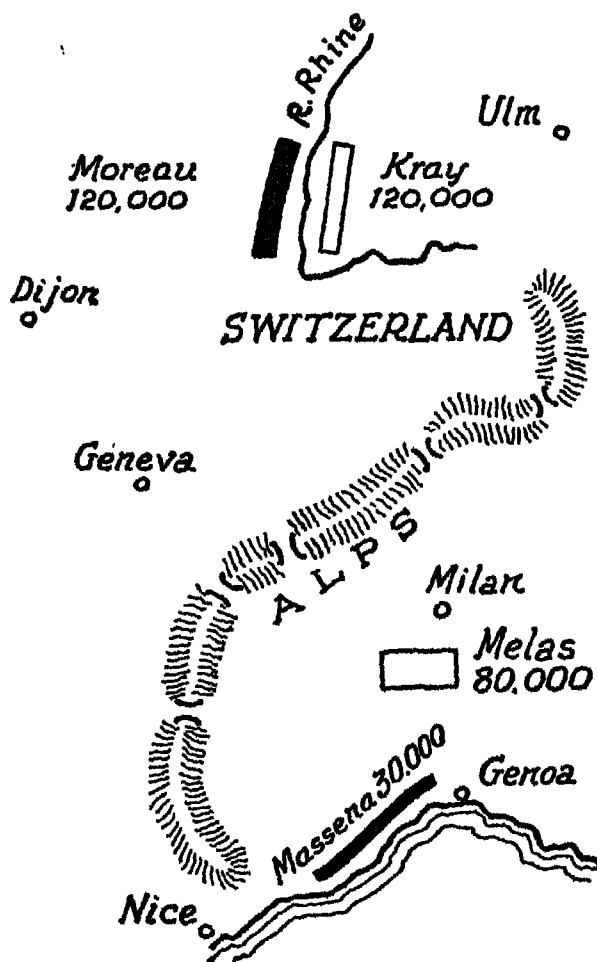 R. Rhine
Ulm
Moreau
120,000
Kray
120,000
Dijon
SWITZERLAND
Geneva
ALPS
Milan
Melas
80.000
Massena 30.000
Genoa
Nice